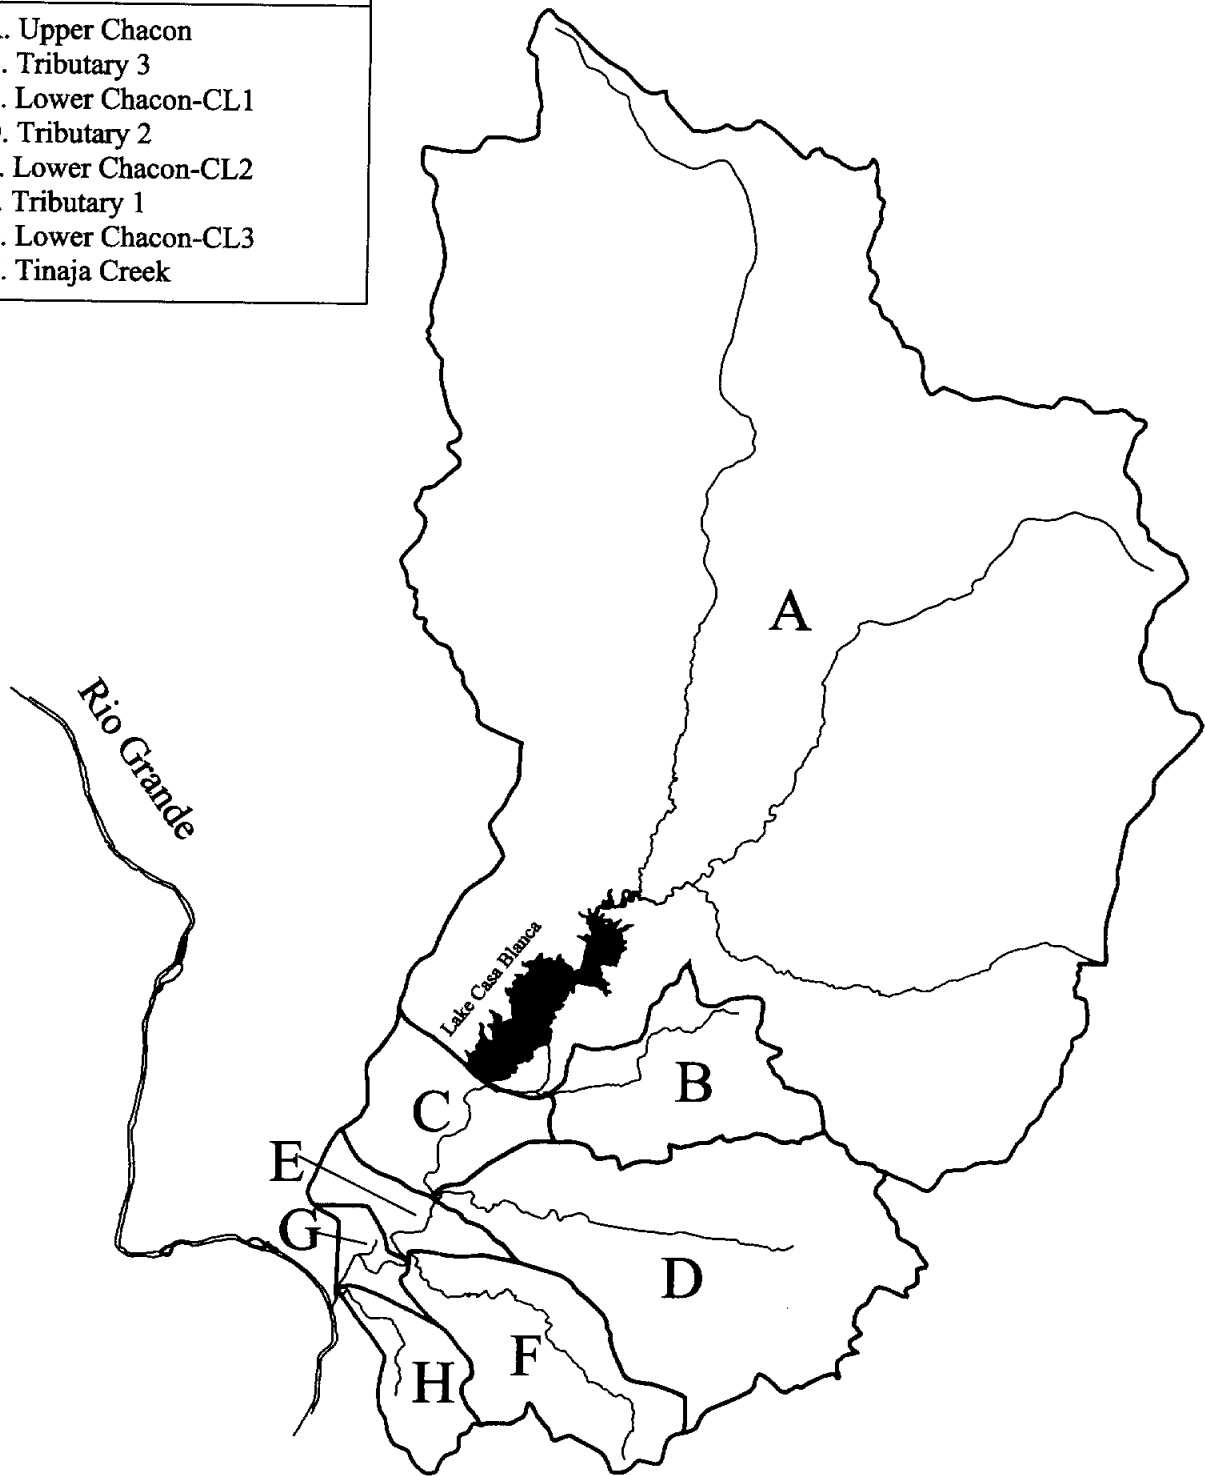 . Upper Chacon
. Tributary 3
. Lower Chacon-CL1
. Tributary 2
. Lower Chacon-CL2
. Tributary 1
. Lower Chacon-CL3
. Tinaja Creek
A
Rio Grande
Lake Casa Blanca
B
C
E
G
D
F
H